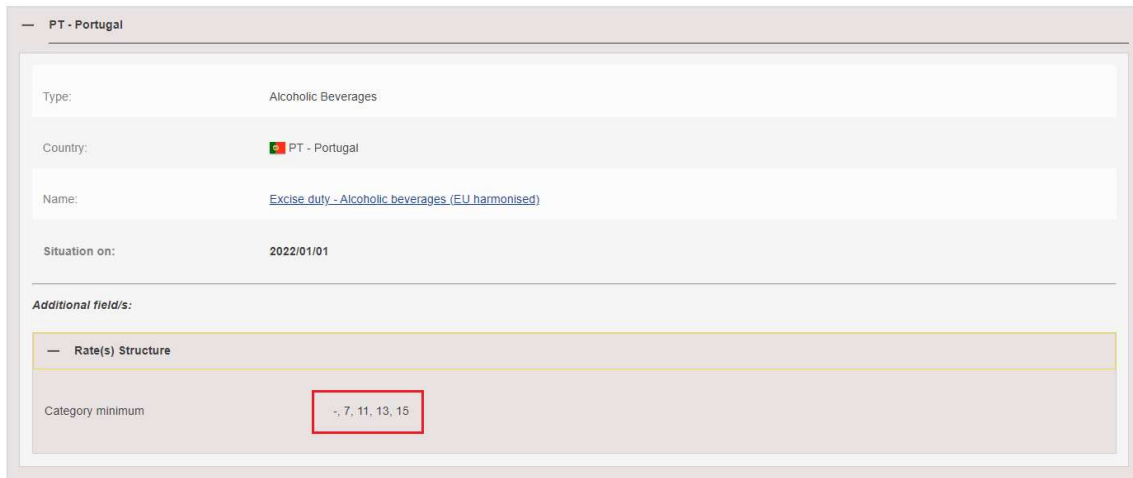 — PT - Portugal
Type: Alcoholic Beverages
Country: PT - Portugal
Name: Excise duty - Alcoholic beverages (EU harmonised)
Situation on: 2022/01/01
Additional field/s:
— Rate(s) Structure
Category minimum -, 7, 11, 13, 15